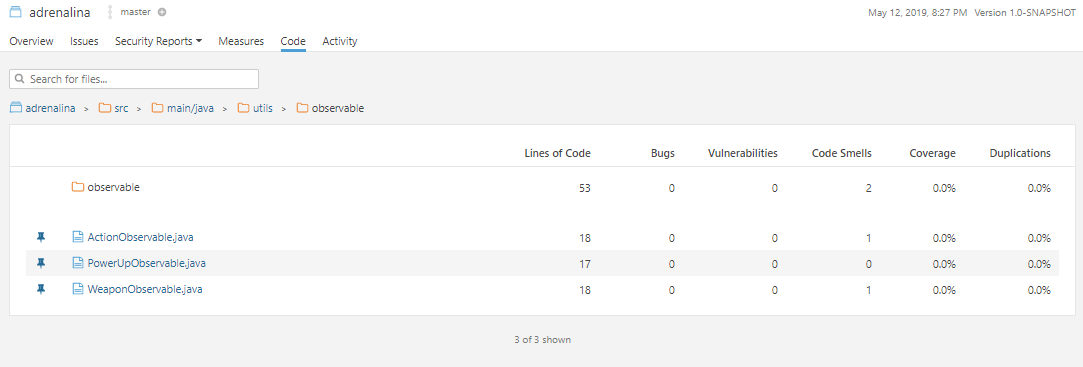 adrenalina master May 12, 2019, 8:27 PM Version 1.0-SNAPSHOT
Overview Issues Security Reports Measures Code Activity
Search for files...
adrenalina > src > main/java > utils > observable
Lines of Code Bugs Vulnerabilities Code Smells Coverage Duplications
observable 53 0 0 2 0.0% 0.0%
ActionObservable.java 18 0 0 1 0.0% 0.0%
PowerUpObservable.java 17 0 0 0 0.0% 0.0%
WeaponObservable.java 18 0 0 1 0.0% 0.0%
3 of 3 shown